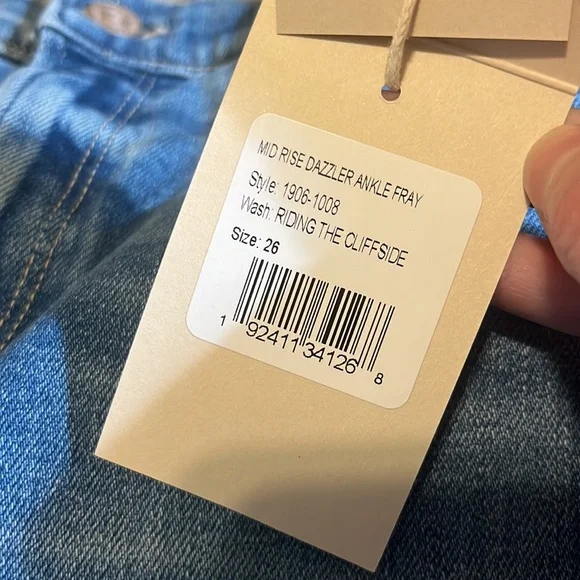 MID RISE DAZZLER ANKLE FRAY
Style: 1906-1008
Wash: RIDING THE CLIFFSIDE
Size: 26
1 92411 34126 8